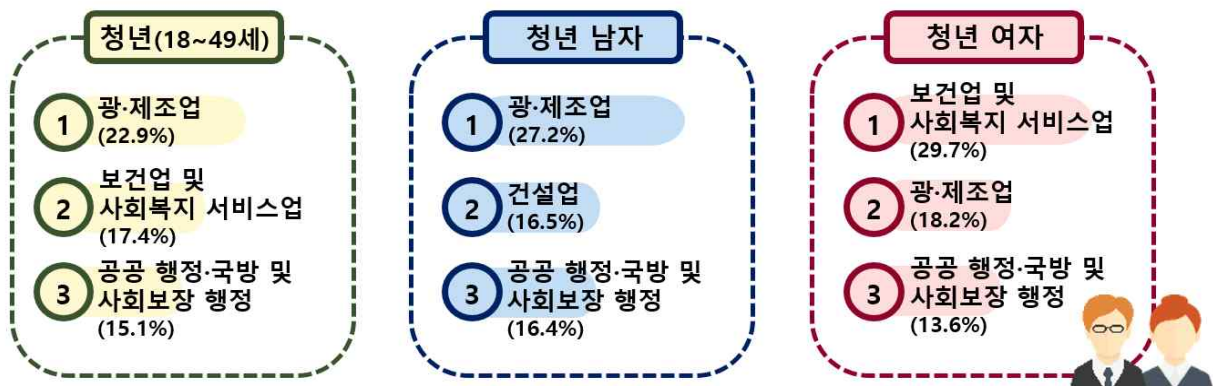 청년(18~49세)
1
광·제조업
(22.9%)
2
보건업 및
사회복지 서비스업
(17.4%)
3
공공 행정·국방 및
사회보장 행정
(15.1%)
청년 남자
1
광·제조업
(27.2%)
2
건설업
(16.5%)
3
공공 행정·국방 및
사회보장 행정
(16.4%)
청년 여자
1
보건업 및
사회복지 서비스업
(29.7%)
2
광·제조업
(18.2%)
3
공공 행정·국방 및
사회보장 행정
(13.6%)